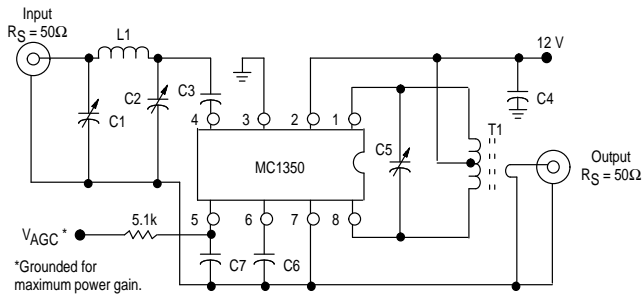 Input
RS = 50Ω
L1
12 V
C3
C4
C1
C2
4
3
2
1
T1
C5
MC1350
Output
RS = 50Ω
5
6
7
8
5.1k
VAGC *
C7
C6
*Grounded for
maximum power gain.